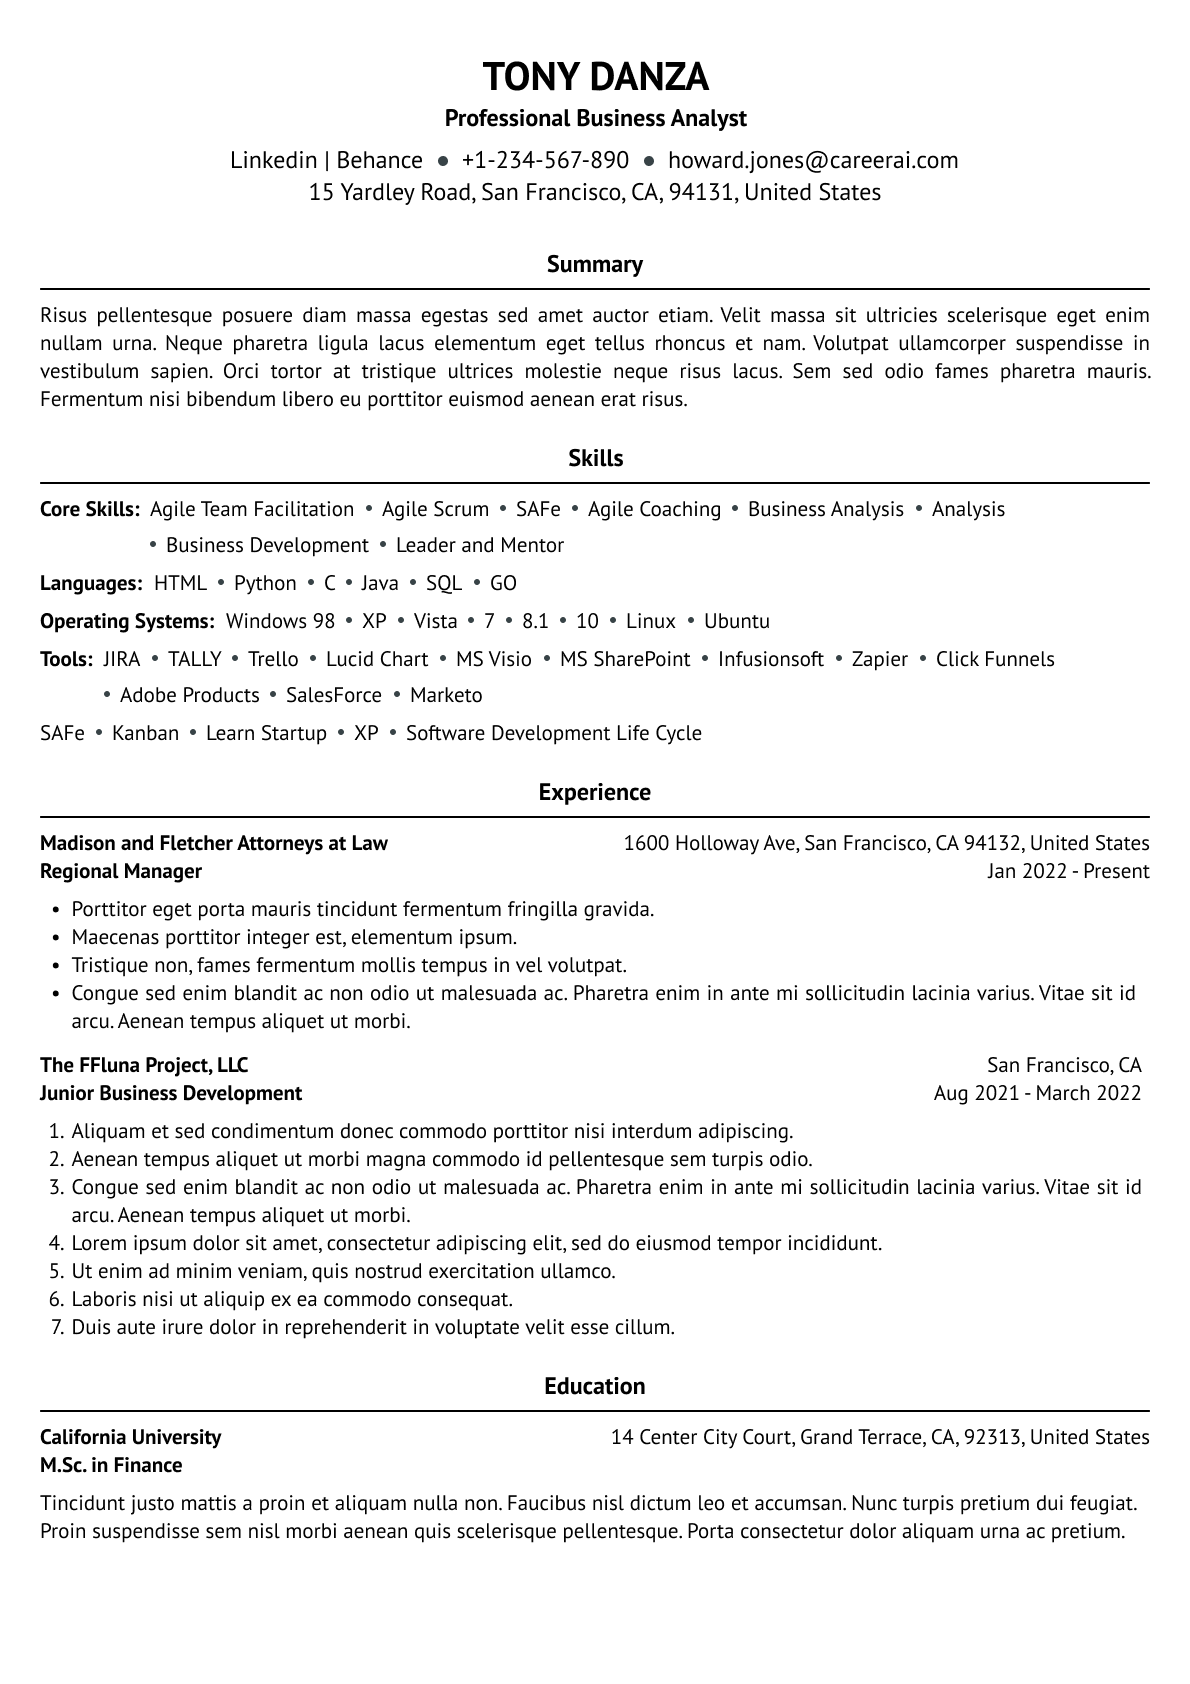 TONY DANZA
Professional Business Analyst
Linkedin | Behance ● +1-234-567-890 ● howard.jones@careerai.com
15 Yardley Road, San Francisco, CA, 94131, United States
Summary
Risus pellentesque posuere diam massa egestas sed amet auctor etiam. Velit massa sit ultricies scelerisque eget enim
nullam urna. Neque pharetra ligula lacus elementum eget tellus rhoncus et nam. Volutpat ullamcorper suspendisse in
vestibulum sapien. Orci tortor at tristique ultrices molestie neque risus lacus. Sem sed odio fames pharetra mauris.
Fermentum nisi bibendum libero eu porttitor euismod aenean erat risus.
Skills
Core Skills: Agile Team Facilitation • Agile Scrum • SAFe • Agile Coaching • Business Analysis • Analysis
• Business Development • Leader and Mentor
Languages: HTML • Python • C • Java • SQL • GO
Operating Systems: Windows 98 • XP • Vista • 7 • 8.1 • 10 • Linux • Ubuntu
Tools: JIRA • TALLY • Trello • Lucid Chart • MS Visio • MS SharePoint • Infusionsoft • Zapier • Click Funnels
• Adobe Products • SalesForce • Marketo
SAFe • Kanban • Learn Startup • XP • Software Development Life Cycle
Experience
Madison and Fletcher Attorneys at Law 1600 Holloway Ave, San Francisco, CA 94132, United States
Regional Manager Jan 2022 - Present
• Porttitor eget porta mauris tincidunt fermentum fringilla gravida.
• Maecenas porttitor integer est, elementum ipsum.
• Tristique non, fames fermentum mollis tempus in vel volutpat.
• Congue sed enim blandit ac non odio ut malesuada ac. Pharetra enim in ante mi sollicitudin lacinia varius. Vitae sit id
arcu. Aenean tempus aliquet ut morbi.
The FFluna Project, LLC San Francisco, CA
Junior Business Development Aug 2021 - March 2022
1. Aliquam et sed condimentum donec commodo porttitor nisi interdum adipiscing.
2. Aenean tempus aliquet ut morbi magna commodo id pellentesque sem turpis odio.
3. Congue sed enim blandit ac non odio ut malesuada ac. Pharetra enim in ante mi sollicitudin lacinia varius. Vitae sit id
arcu. Aenean tempus aliquet ut morbi.
4. Lorem ipsum dolor sit amet, consectetur adipiscing elit, sed do eiusmod tempor incididunt.
5. Ut enim ad minim veniam, quis nostrud exercitation ullamco.
6. Laboris nisi ut aliquip ex ea commodo consequat.
7. Duis aute irure dolor in reprehenderit in voluptate velit esse cillum.
Education
California University 14 Center City Court, Grand Terrace, CA, 92313, United States
M.Sc. in Finance
Tincidunt justo mattis a proin et aliquam nulla non. Faucibus nisl dictum leo et accumsan. Nunc turpis pretium dui feugiat.
Proin suspendisse sem nisl morbi aenean quis scelerisque pellentesque. Porta consectetur dolor aliquam urna ac pretium.